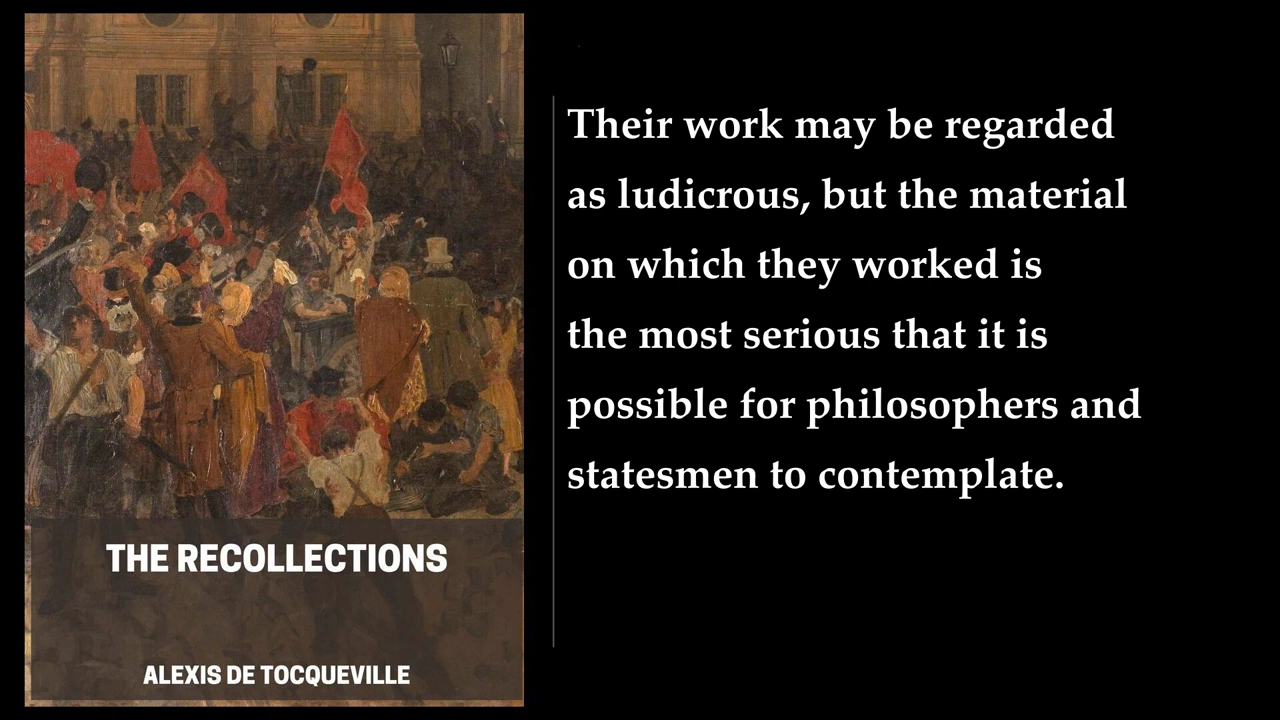 Their work may be regarded
as ludicrous, but the material
on which they worked is
the most serious that it is
possible for philosophers and
statesmen to contemplate.
THE RECOLLECTIONS
ALEXIS DE TOCQUEVILLE